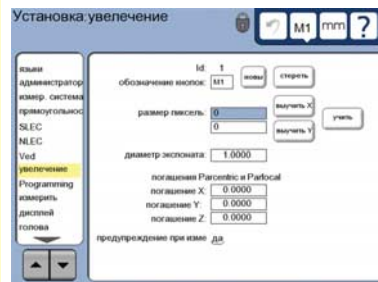 Установка:увеличение
M1 mm ?
языки
администратор
измер. система
прямоугольнос
SLEC
NLEC
Ved
увеличение
Programming
измерить
дисплей
голова
Id: 1
обозначение кнопок: M1 новы стереть
размер пиксель: 0 выучить X
0 выучить Y
учить
диаметр экспоната: 1.0000
погашения Parcentric и Parfocal
погашение X: 0.0000
погашение Y: 0.0000
погашение Z: 0.0000
предупреждение при изме да